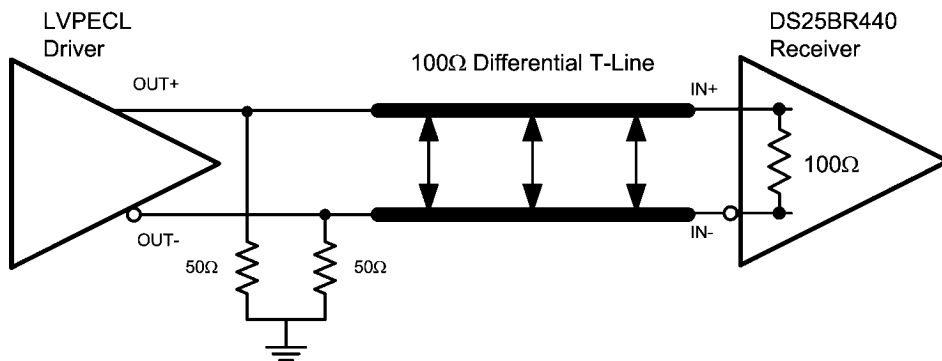 LVPECL
Driver
OUT+
100Ω Differential T-Line
IN+
DS25BR440
Receiver
100Ω
OUT-
50Ω
50Ω
IN-